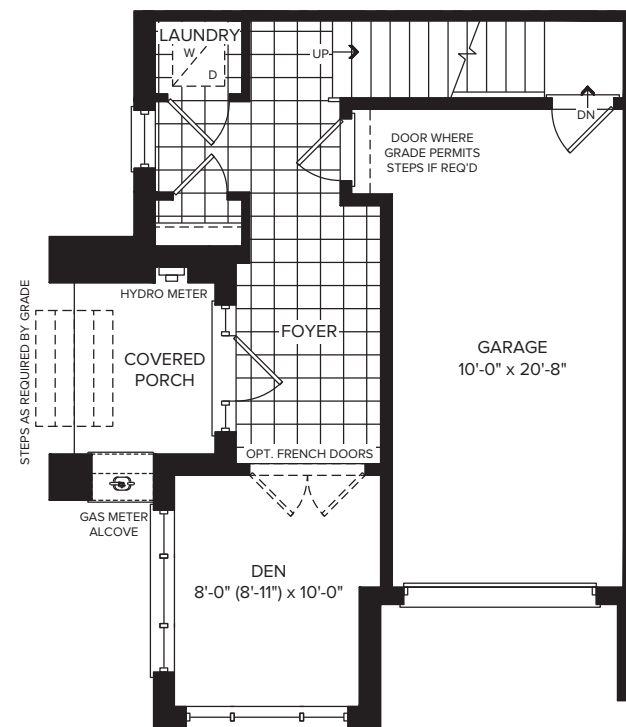 LAUNDRY
W
D
UP
DN
DOOR WHERE
GRADE PERMITS
STEPS IF REQ'D
HYDRO METER
STEPS AS REQUIRED BY GRADE
COVERED
PORCH
FOYER
GARAGE
10'-0" x 20'-8"
OPT. FRENCH DOORS
GAS METER
ALCOVE
DEN
8'-0" (8'-11") x 10'-0"